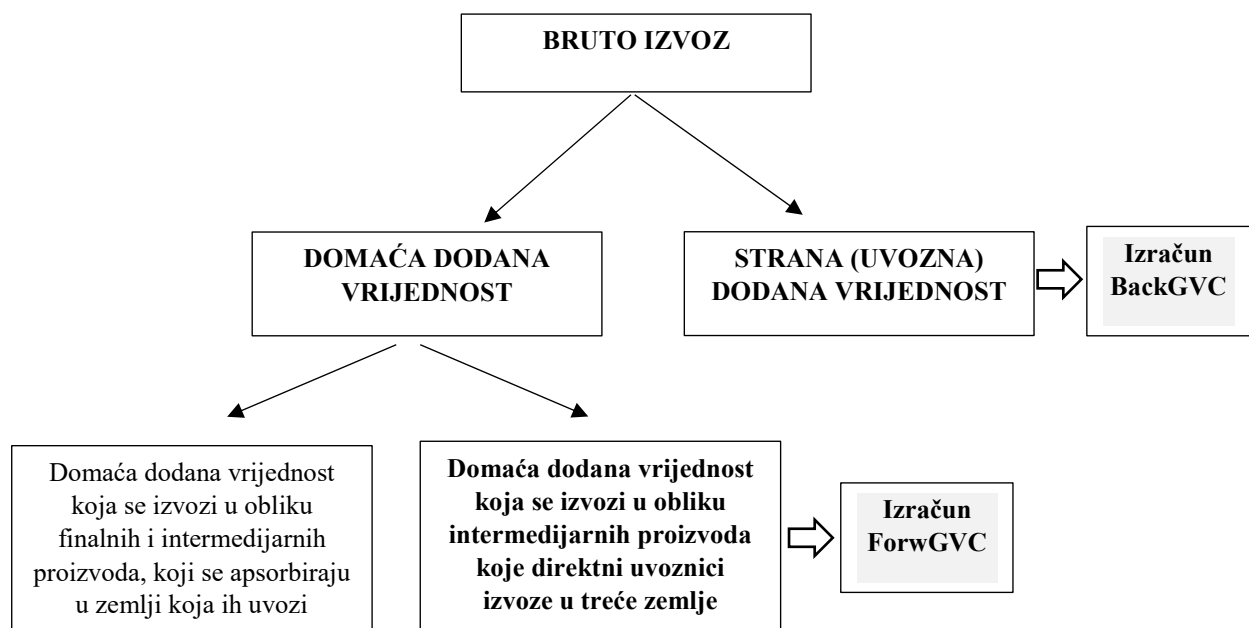 BRUTO IZVOZ
DOMAĆA DODANA
VRIJEDNOST
STRANA (UVOZNA)
DODANA VRIJEDNOST
Izračun
BackGVC
Domaća dodana vrijednost
koja se izvozi u obliku
finalnih i intermedijarnih
proizvoda, koji se apsorbiraju
u zemlji koja ih uvozi
Domaća dodana vrijednost
koja se izvozi u obliku
intermedijarnih proizvoda
koje direktni uvoznici
izvoze u treće zemlje
Izračun
ForwGVC